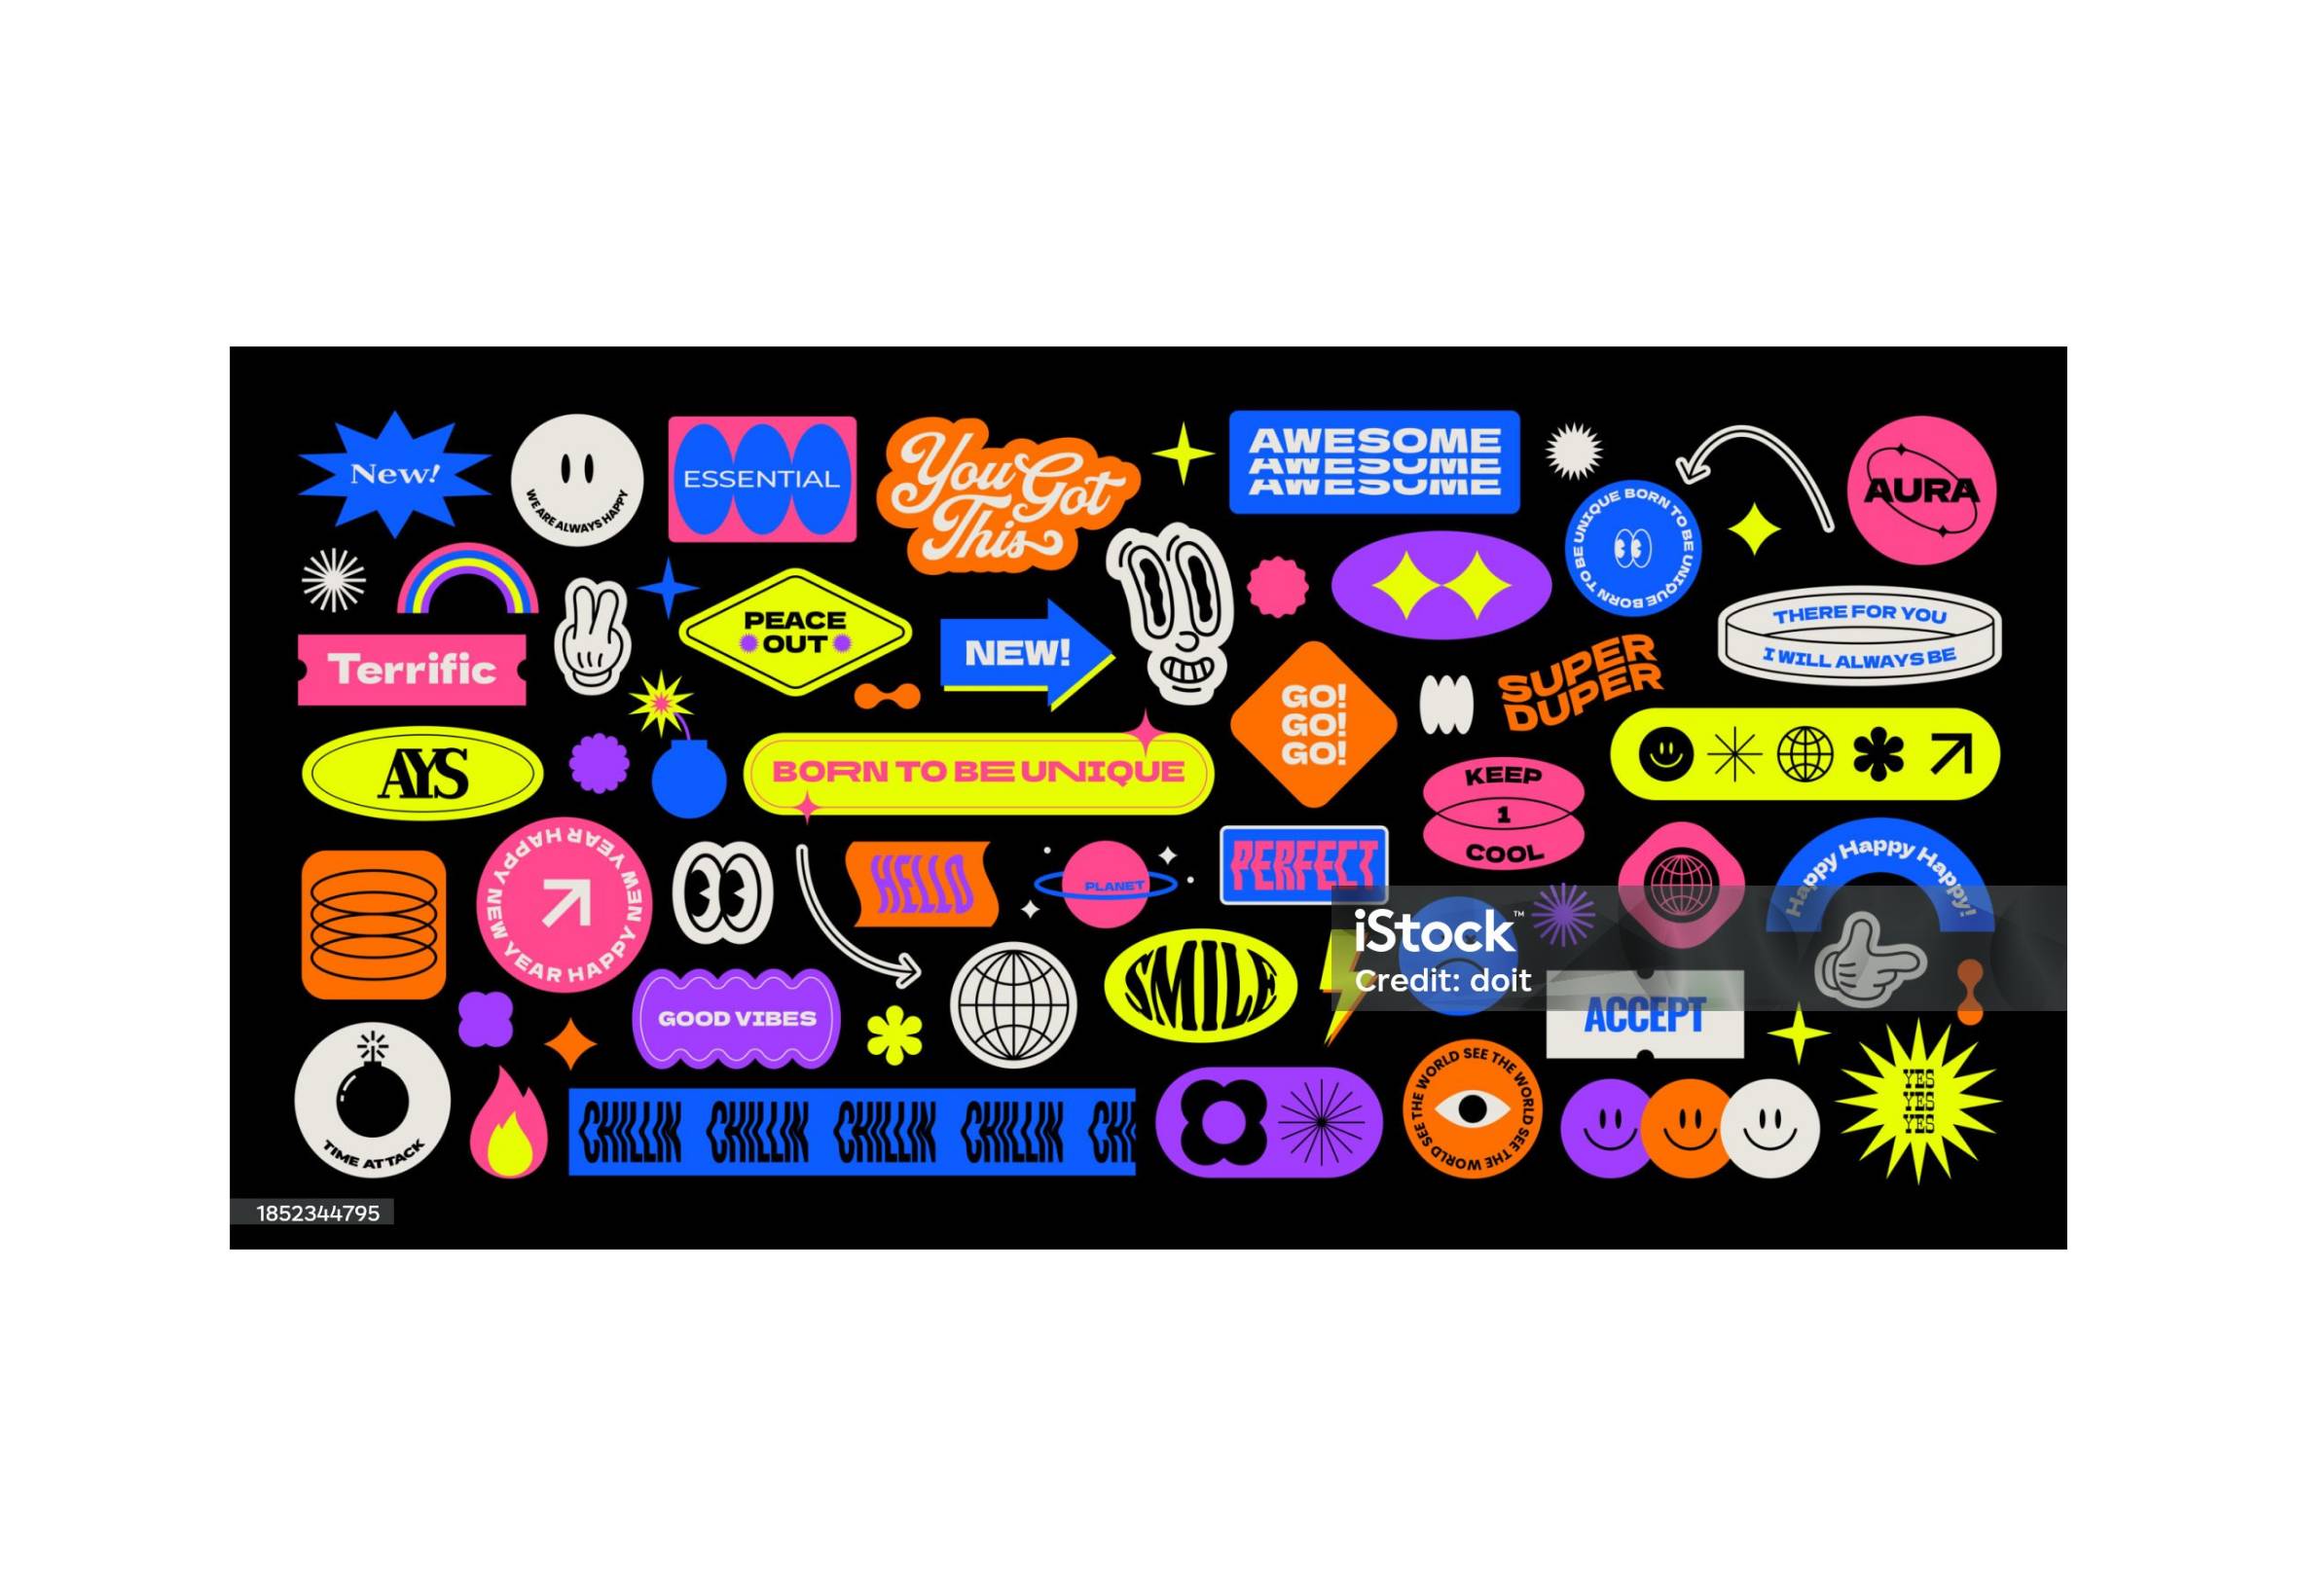 New!
WE ARE ALWAYS HAPPY
ESSENTIAL
You Got
This
AWESOME
AWESOME
AWESOME
BORN TO BE UNIQUE BORN TO BE UNIQUE
AURA
PEACE
OUT
NEW!
THERE FOR YOU
I WILL ALWAYS BE
Terrific
GO!
GO!
GO!
SUPER
DUPER
AYS
BORN TO BE UNIQUE
KEEP
1
COOL
HAPPY NEW YEAR HAPPY NEW YEAR
HELLO
PLANET
PERFECT
Happy Happy Happy!
iStock™
Credit: doit
GOOD VIBES
SMILE
ACCEPT
TIME ATTACK
CHILLIN CHILLIN CHILLIN CHILLIN CHI
SEE THE WORLD SEE THE WORLD SEE THE WORLD
YES
YES
YES
1852344795